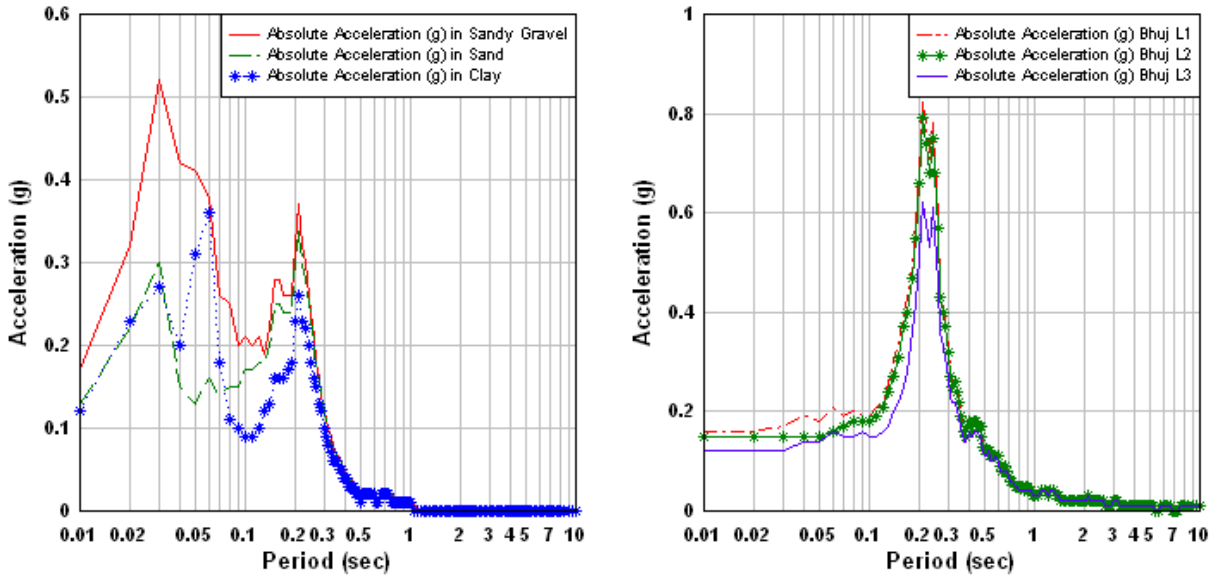 0.6
0.5
0.4
0.3
0.2
0.1
0
Acceleration (g)
Absolute Acceleration (g) in Sandy Gravel
Absolute Acceleration (g) in Sand
Absolute Acceleration (g) in Clay
0.01 0.02 0.05 0.1 0.2 0.3 0.5 1 2 3 4 5 7 10
Period (sec)
1
0.8
0.6
0.4
0.2
0
Acceleration (g)
Absolute Acceleration (g) Bhuj L1
Absolute Acceleration (g) Bhuj L2
Absolute Acceleration (g) Bhuj L3
0.01 0.02 0.05 0.1 0.2 0.3 0.5 1 2 3 4 5 7 10
Period (sec)